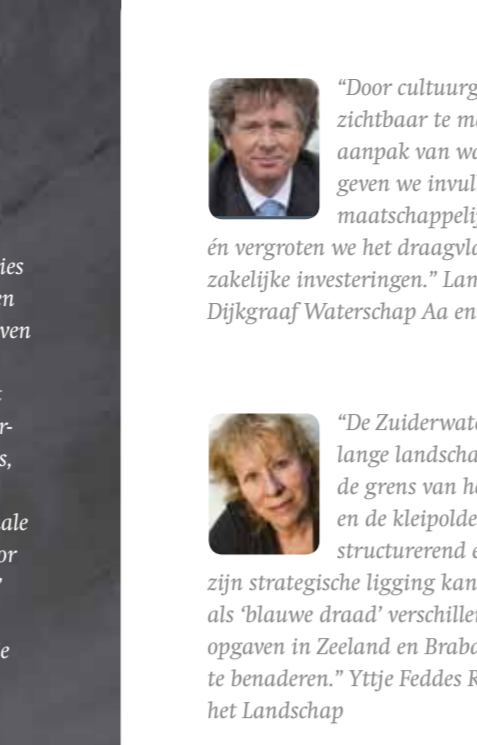 ies
en
ven
t
r-
s,
ale
or
’
e
“Door cultuurg
zichtbaar te m
aanpak van wa
geven we invul
maatschappelij
én vergroten we het draagvla
zakelijke investeringen.” Lam
Dijkgraaf Waterschap Aa en
“De Zuiderwate
lange landscha
de grens van he
en de kleipolde
structurerend e
zijn strategische ligging kan
als ‘blauwe draad’ verschiller
opgaven in Zeeland en Braba
te benaderen.” Yttje Feddes R
het Landschap